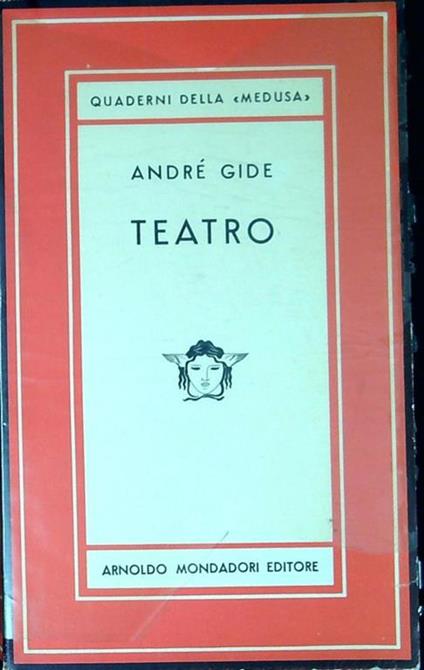 QUADERNI DELLA «MEDUSA»
ANDRÉ GIDE
TEATRO
ARNOLDO MONDADORI EDITORE